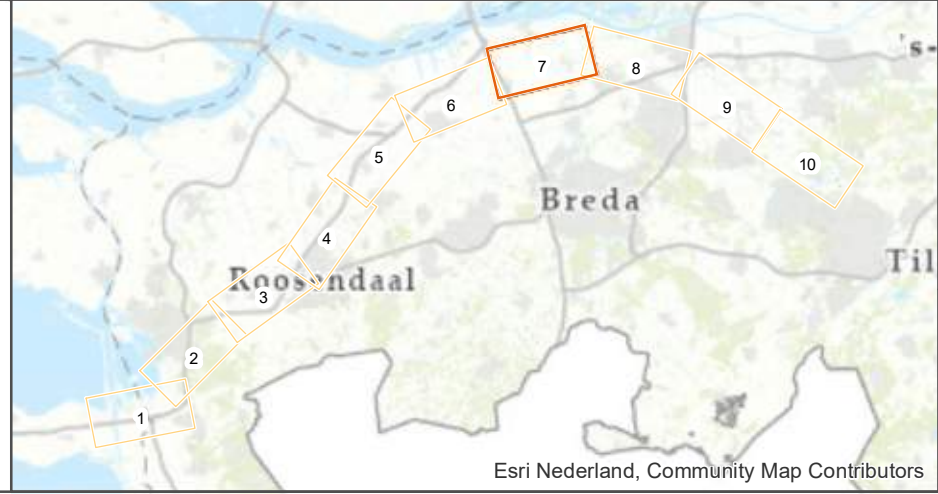 's-
7
8
6
9
5
10
Breda
4
Til
Roosendaal
3
2
1
Esri Nederland, Community Map Contributors